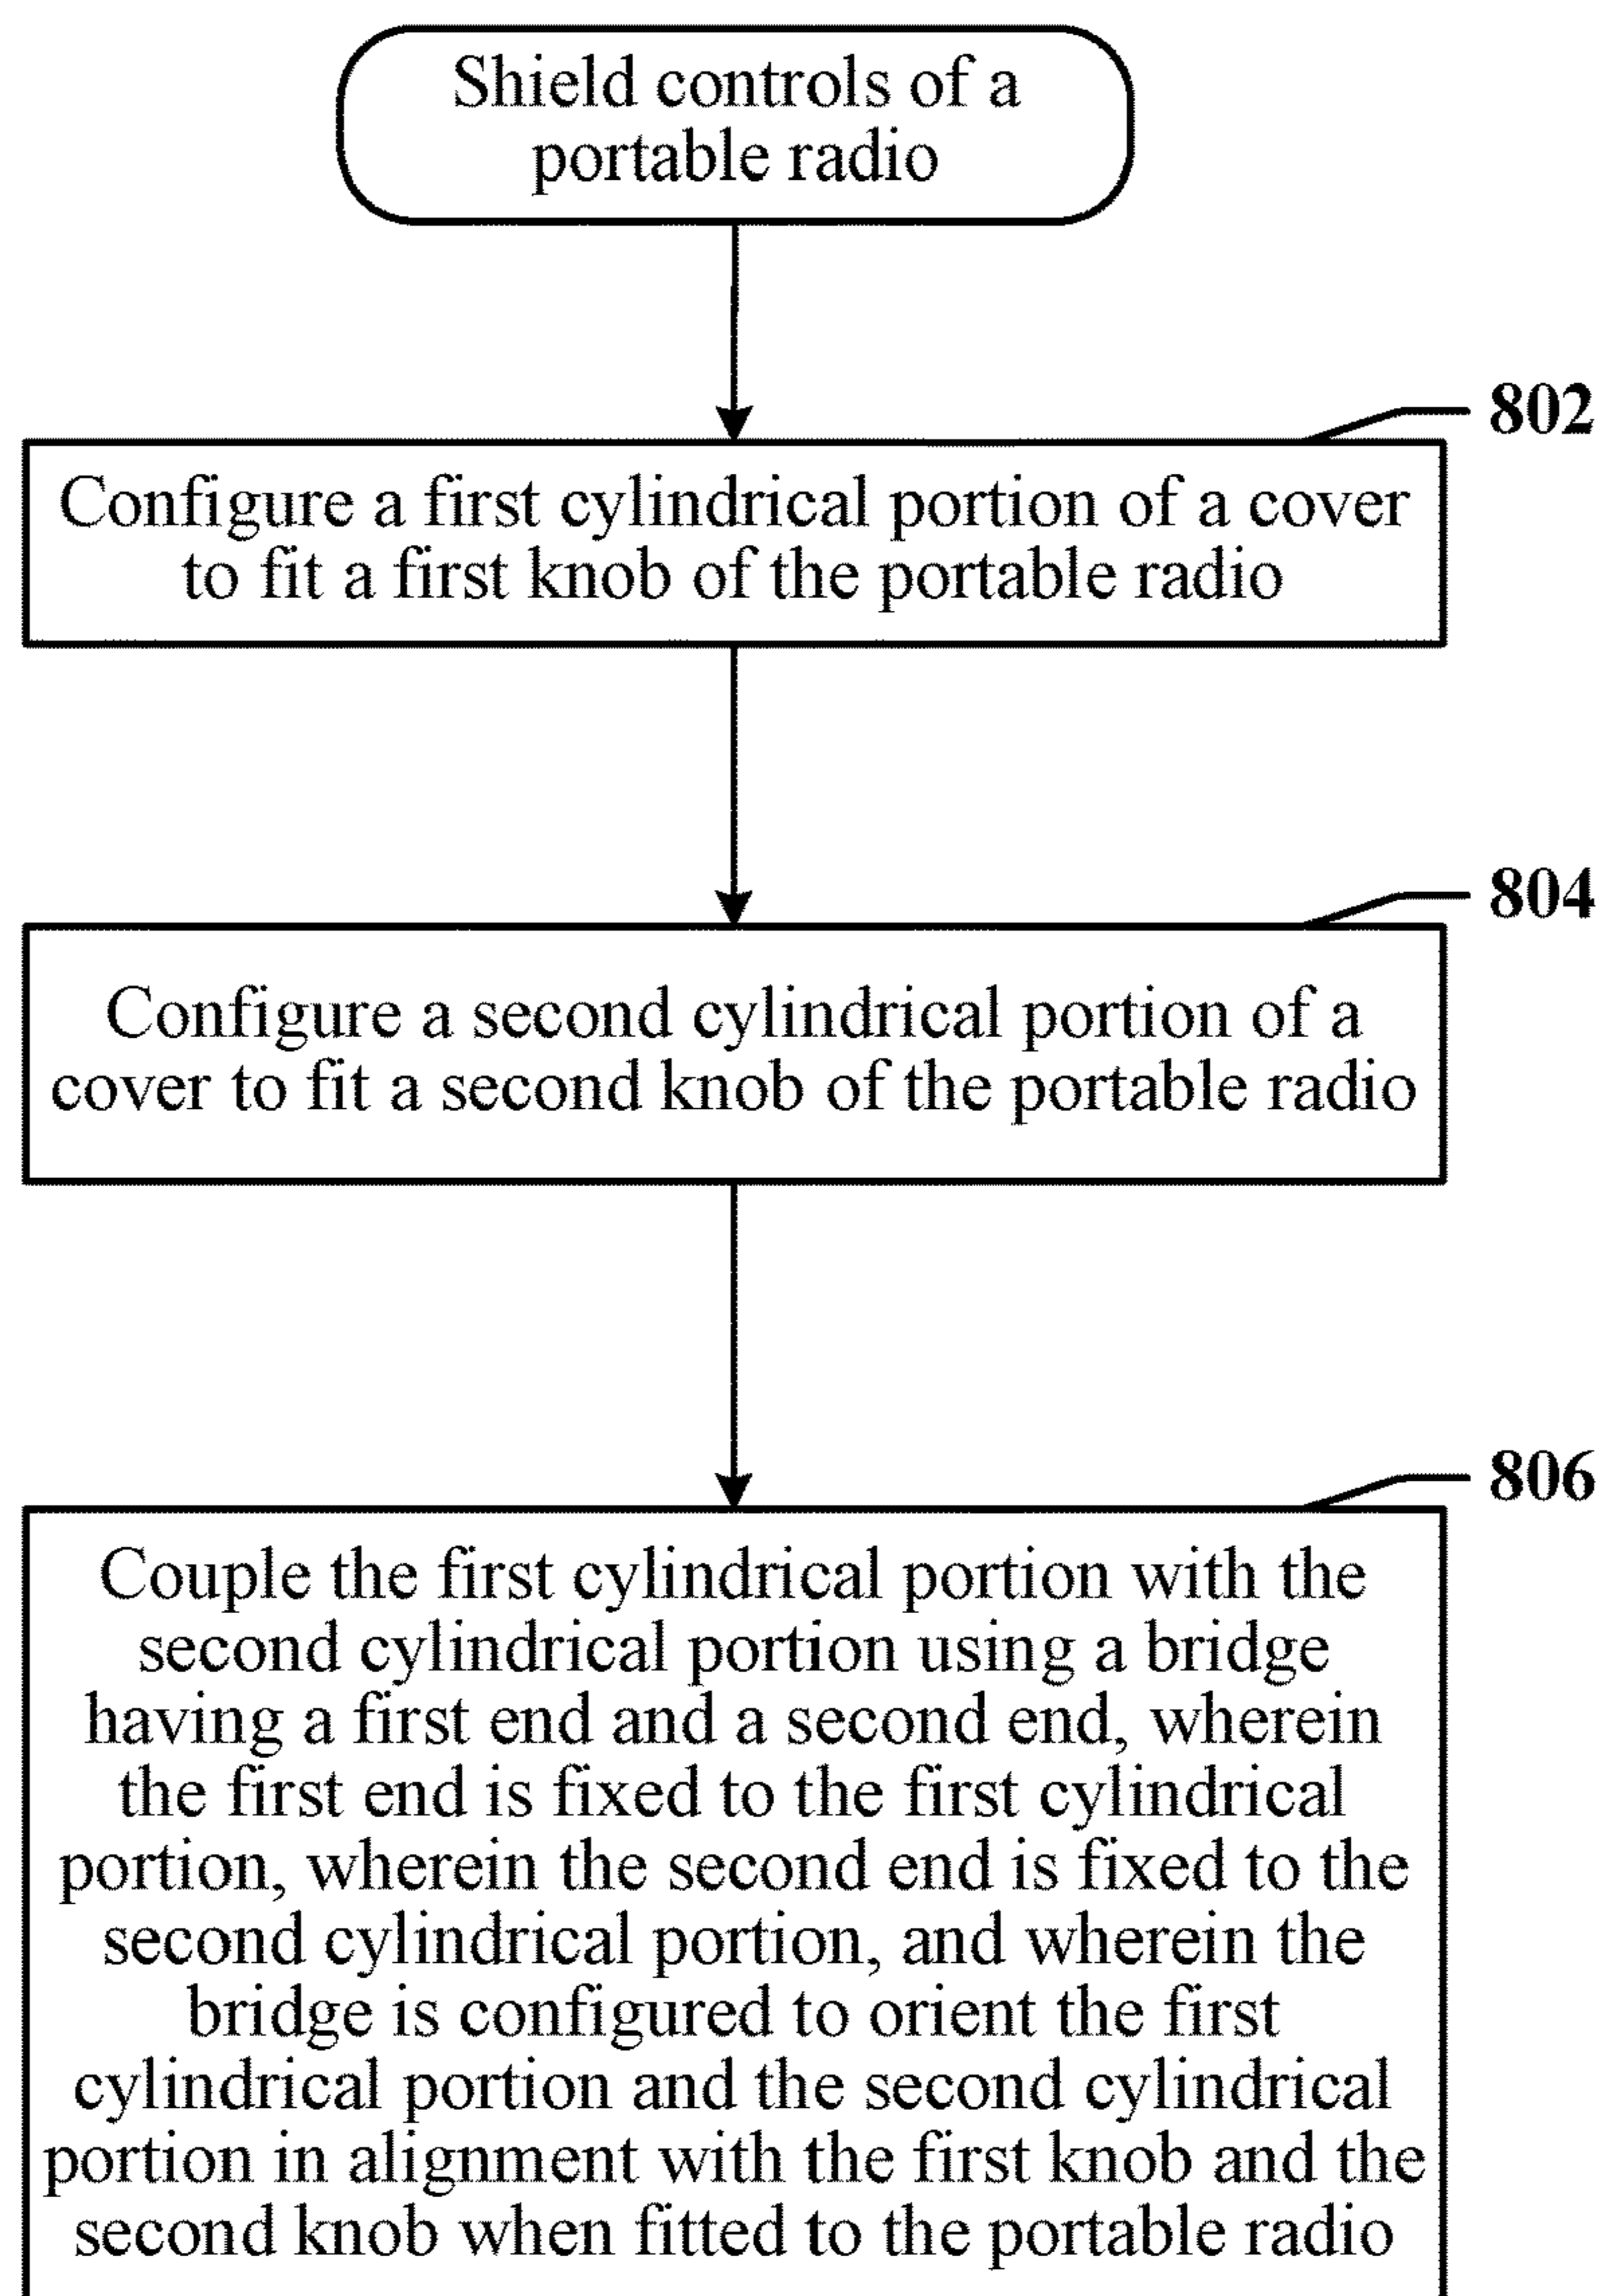 Shield controls of a
portable radio
802
Configure a first cylindrical portion of a cover
to fit a first knob of the portable radio
804
Configure a second cylindrical portion of a
cover to fit a second knob of the portable radio
806
Couple the first cylindrical portion with the
second cylindrical portion using a bridge
having a first end and a second end, wherein
the first end is fixed to the first cylindrical
portion, wherein the second end is fixed to the
second cylindrical portion, and wherein the
bridge is configured to orient the first
cylindrical portion and the second cylindrical
portion in alignment with the first knob and the
second knob when fitted to the portable radio